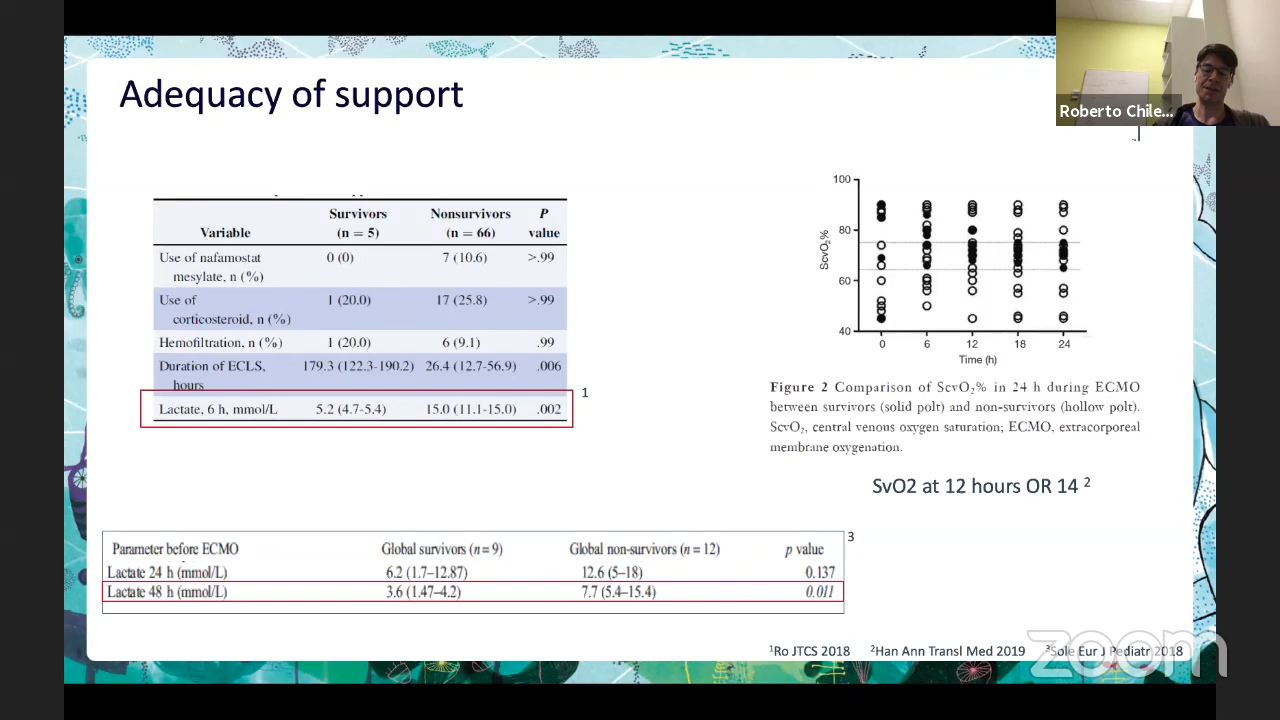 Adequacy of support
Roberto Chile...
Variable
Survivors
(n = 5)
Nonsurvivors
(n = 66)
P
value
Use of nafamostat
mesylate, n (%)
0 (0)
7 (10.6)
>.99
Use of
corticosteroid, n (%)
1 (20.0)
17 (25.8)
>.99
Hemofiltration, n (%)
1 (20.0)
6 (9.1)
.99
Duration of ECLS,
hours
179.3 (122.3-190.2)
26.4 (12.7-56.9)
.006
Lactate, 6 h, mmol/L
5.2 (4.7-5.4)
15.0 (11.1-15.0)
.002
1
ScvO2%
100
80
60
40
0 6 12 18 24
Time (h)
Figure 2 Comparison of ScvO2% in 24 h during ECMO
between survivors (solid polt) and non-survivors (hollow polt).
ScvO2, central venous oxygen saturation; ECMO, extracorporeal
membrane oxygenation.
SvO2 at 12 hours OR 14 2
Parameter before ECMO Global survivors (n = 9) Global non-survivors (n = 12) p value
Lactate 24 h (mmol/L) 6.2 (1.7–12.87) 12.6 (5–18) 0.137
Lactate 48 h (mmol/L) 3.6 (1.47–4.2) 7.7 (5.4–15.4) 0.011
3
1Ro JTCS 2018 2Han Ann Transl Med 2019 3Sole Eur J Pediatr 2018
zoom